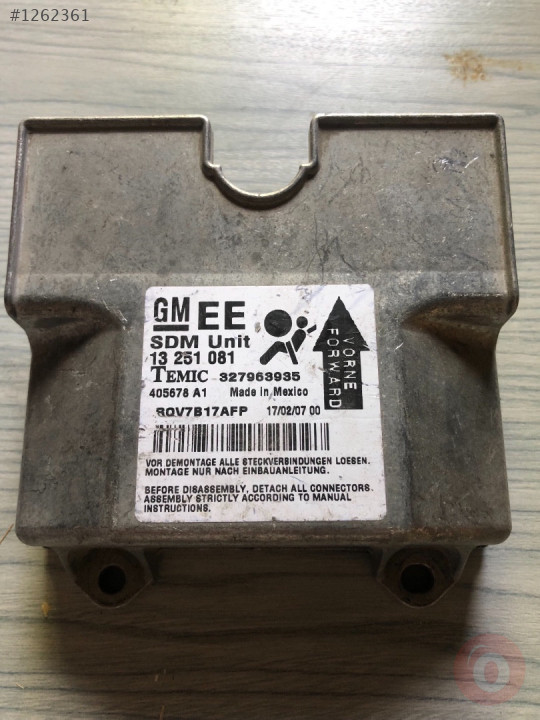 #1262361
GM EE
SDM Unit
13 251 081
TEMIC 327963935
405678 A1 Made in Mexico
RQV7B17AFP 17/02/07 00
VORNE
FORWARD
VOR DEMONTAGE ALLE STECKVERBINDUNGEN LOESEN.
MONTAGE NUR NACH EINBAUANLEITUNG.
BEFORE DISASSEMBLY, DETACH ALL CONNECTORS
ASSEMBLY STRICTLY ACCORDING TO MANUAL
INSTRUCTIONS.